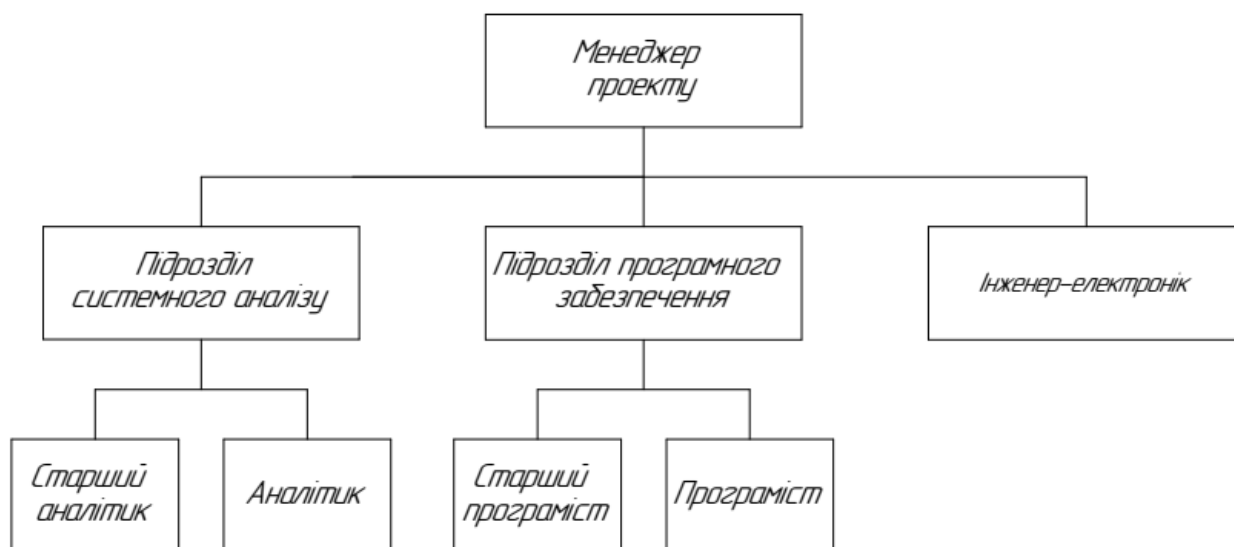 Менеджер
проекту
Підрозділ
системного аналізу
Підрозділ програмного
забезпечення
Інженер-електронік
Старший
аналітик
Аналітик
Старший
програміст
Програміст